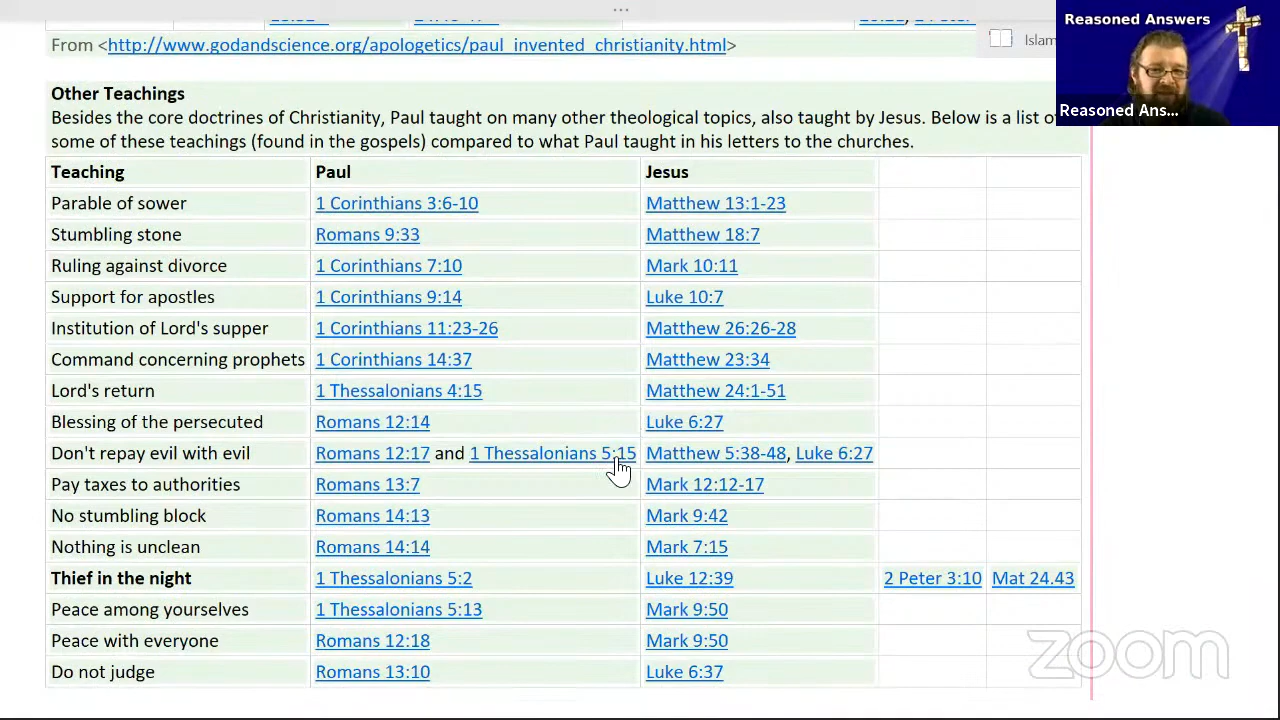 From <http://www.godandscience.org/apologetics/paul_invented_christianity.html>
Islam
Reasoned Answers
Reasoned Ans...
Other Teachings
Besides the core doctrines of Christianity, Paul taught on many other theological topics, also taught by Jesus. Below is a list
some of these teachings (found in the gospels) compared to what Paul taught in his letters to the churches.
Teaching Paul Jesus
Parable of sower 1 Corinthians 3:6-10 Matthew 13:1-23
Stumbling stone Romans 9:33 Matthew 18:7
Ruling against divorce 1 Corinthians 7:10 Mark 10:11
Support for apostles 1 Corinthians 9:14 Luke 10:7
Institution of Lord's supper 1 Corinthians 11:23-26 Matthew 26:26-28
Command concerning prophets 1 Corinthians 14:37 Matthew 23:34
Lord's return 1 Thessalonians 4:15 Matthew 24:1-51
Blessing of the persecuted Romans 12:14 Luke 6:27
Don't repay evil with evil Romans 12:17 and 1 Thessalonians 5:15 Matthew 5:38-48, Luke 6:27
Pay taxes to authorities Romans 13:7 Mark 12:12-17
No stumbling block Romans 14:13 Mark 9:42
Nothing is unclean Romans 14:14 Mark 7:15
Thief in the night 1 Thessalonians 5:2 Luke 12:39 2 Peter 3:10 Mat 24.43
Peace among yourselves 1 Thessalonians 5:13 Mark 9:50
Peace with everyone Romans 12:18 Mark 9:50
Do not judge Romans 13:10 Luke 6:37
zoom